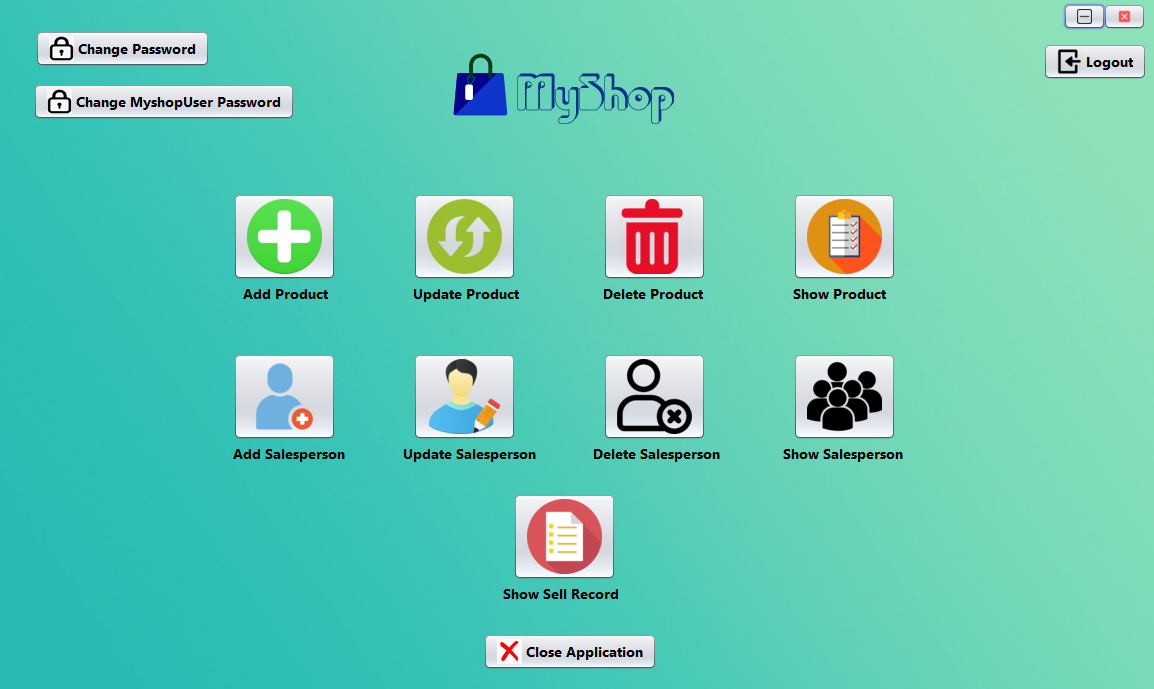 Change Password
Logout
Change MyshopUser Password
MyShop
Add Product
Update Product
Delete Product
Show Product
Add Salesperson
Update Salesperson
Delete Salesperson
Show Salesperson
Show Sell Record
Close Application